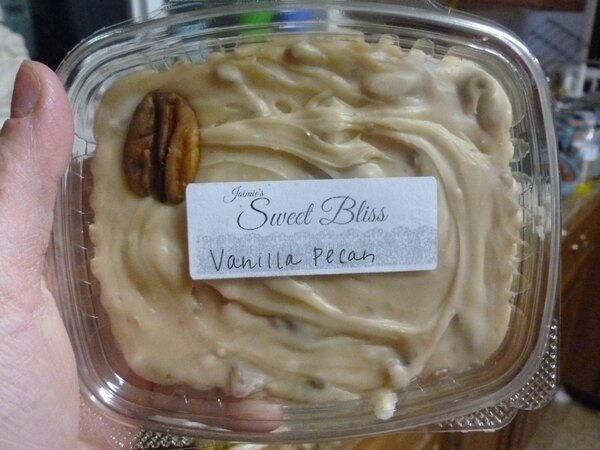 Jaimie's
Sweet Bliss
Vanilla Pecan